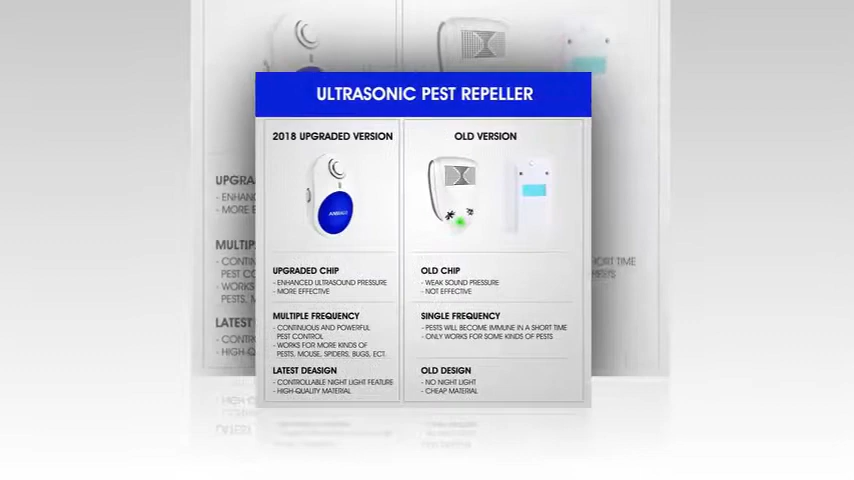 ULTRASONIC PEST REPELLER
2018 UPGRADED VERSION
OLD VERSION
UPGRADED CHIP
- ENHANCED ULTRASOUND PRESSURE
- MORE EFFECTIVE
OLD CHIP
- WEAK SOUND PRESSURE
- NOT EFFECTIVE
MULTIPLE FREQUENCY
- CONTINUOUS AND POWERFUL
PEST CONTROL
- WORKS FOR MORE KINDS OF
PESTS, MOUSE, SPIDERS, BUGS, ECT.
SINGLE FREQUENCY
- PESTS WILL BECOME IMMUNE IN A SHORT TIME
- ONLY WORKS FOR SOME KINDS OF PESTS
LATEST DEASIGN
- CONTROLLABLE NIGHT LIGHT FEATURE
- HIGH-QUALITY MATERIAL
OLD DESIGN
- NO NIGHT LIGHT
- CHEAP MATERIAL